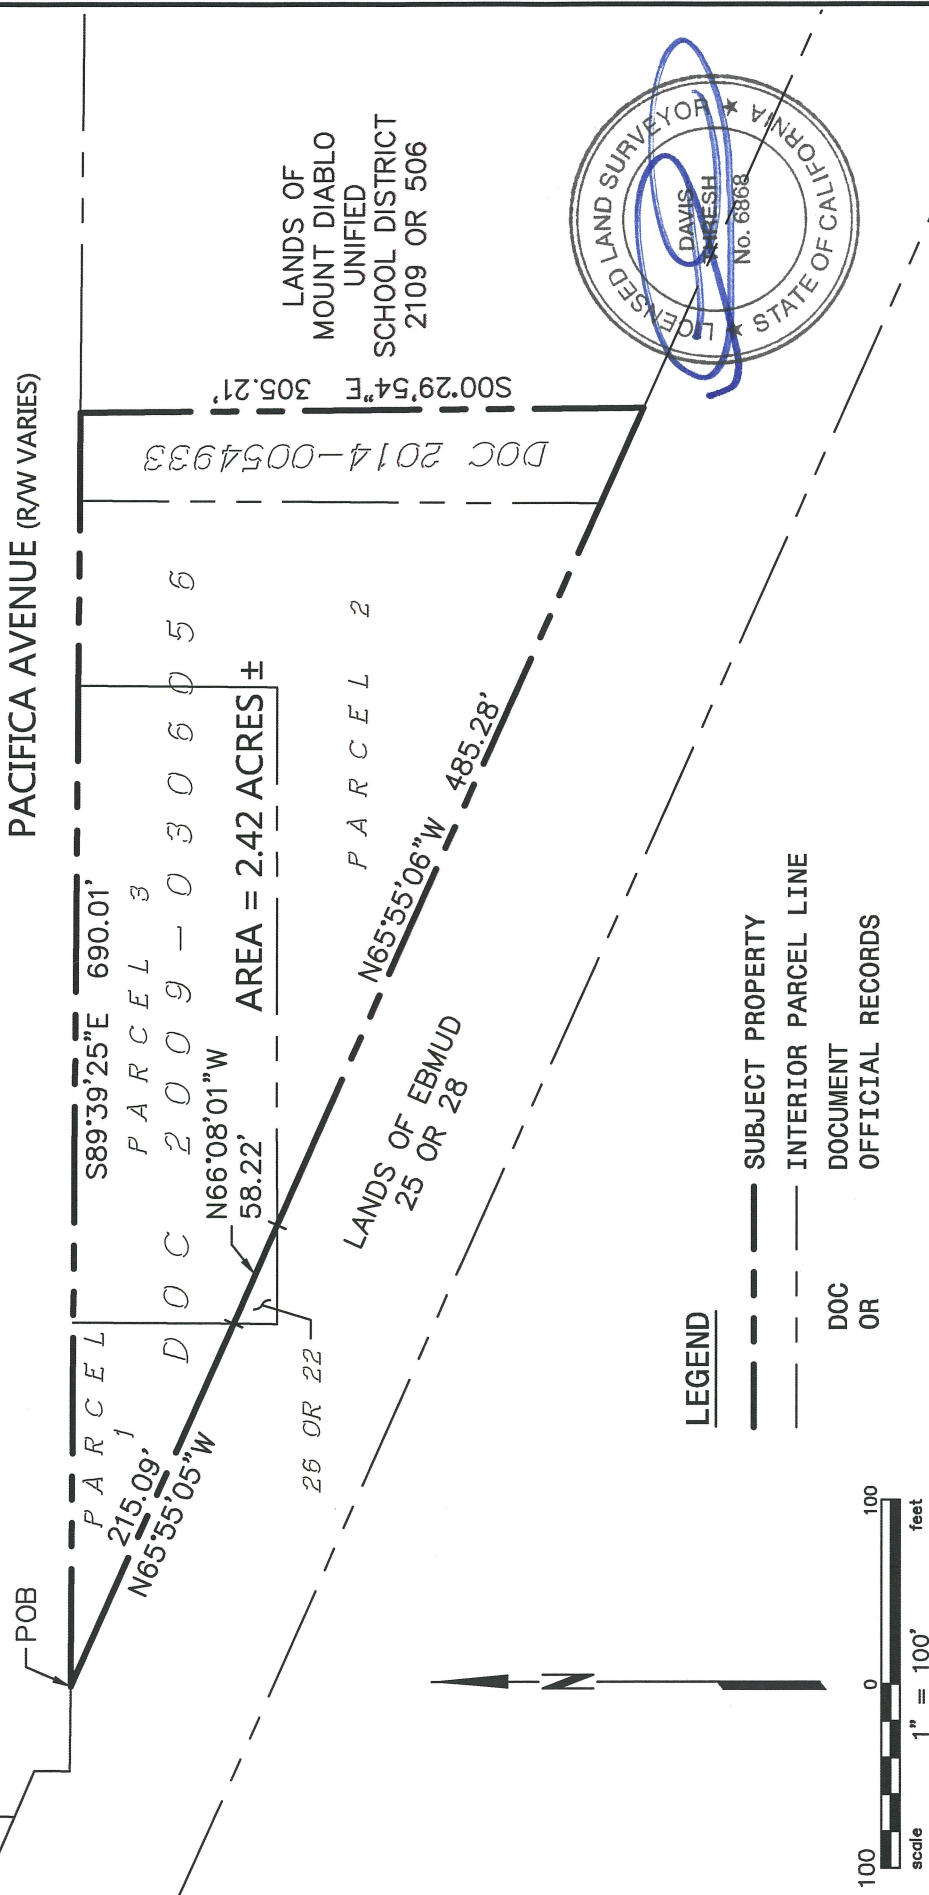 PACIFICA AVENUE (R/W VARIES)
POB
S89°39'25"E 690.01'
PARCEL
1
PARCEL 3
DOC 2009-0306056
215.09'
N65°55'05"W
N66°08'01"W
58.22'
AREA = 2.42 ACRES ±
PARCEL 2
DOC 2014-0054933
S00°29'54"E 305.21'
LANDS OF
MOUNT DIABLO
UNIFIED
SCHOOL DISTRICT
2109 OR 506
N65°55'06"W 485.28'
26 OR 22
LANDS OF EBMUD
25 OR 28
LICENSED LAND SURVEYOR
DAVIS
THRESH
No. 6868
STATE OF CALIFORNIA
LEGEND
SUBJECT PROPERTY
INTERIOR PARCEL LINE
DOC DOCUMENT
OR OFFICIAL RECORDS
N
100 0 100
scale 1" = 100' feet